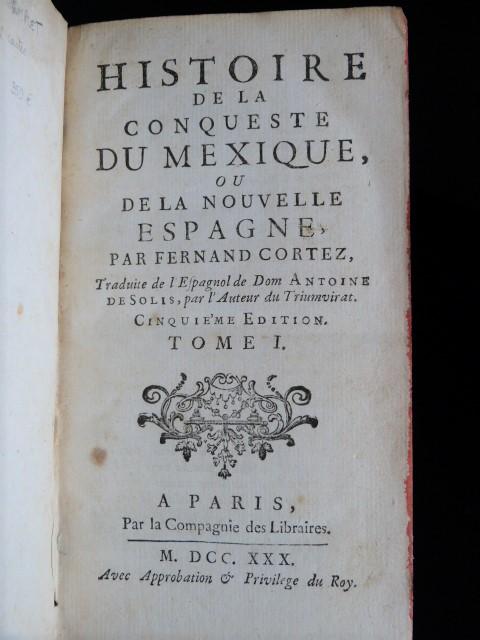 HISTOIRE
DE LA
CONQUESTE
DU MEXIQUE,
OU
DE LA NOUVELLE
ESPAGNE,
PAR FERNAND CORTEZ,
Traduite de l'Espagnol de Dom ANTOINE
DE SOLIS, par l'Auteur du Triumvirat.
CINQUIE'ME EDITION.
TOME I.
A PARIS,
Par la Compagnie des Libraires.
M. DCC. XXX.
Avec Approbation & Privilege du Roy.